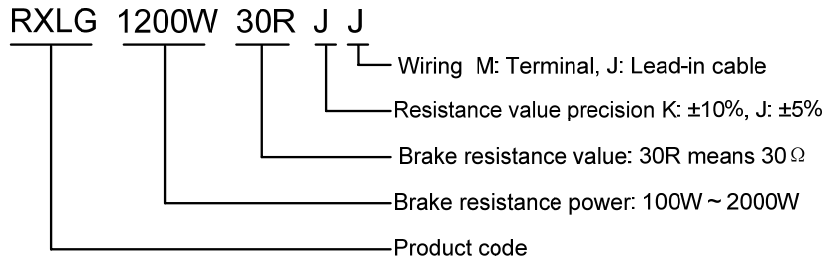 RXLG 1200W 30R J J
Wiring M: Terminal, J: Lead-in cable
Resistance value precision K: ±10%, J: ±5%
Brake resistance value: 30R means 30Ω
Brake resistance power: 100W ~ 2000W
Product code